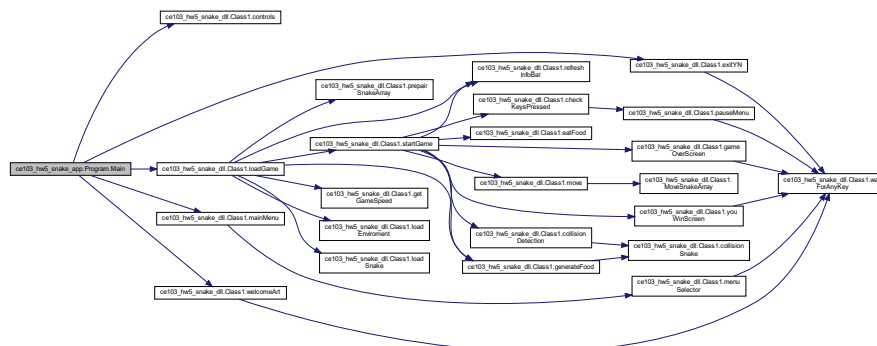 ce103_hw5_snake_dll.Class1.controls
ce103_hw5_snake_dll.Class1.refresh
InfoBar
ce103_hw5_snake_dll.Class1.exitYN
ce103_hw5_snake_dll.Class1.prepair
SnakeArray
ce103_hw5_snake_dll.Class1.check
KeysPressed
ce103_hw5_snake_dll.Class1.pauseMenu
ce103_hw5_snake_dll.Class1.eatFood
ce103_hw5_snake_dll.Class1.startGame
ce103_hw5_snake_dll.Class1.game
OverScreen
ce103_hw5_snake_app.Program.Main
ce103_hw5_snake_dll.Class1.loadGame
ce103_hw5_snake_dll.Class1.move
ce103_hw5_snake_dll.Class1.
MoveSnakeArray
ce103_hw5_snake_dll.Class1.wa
ForAnyKey
ce103_hw5_snake_dll.Class1.get
GameSpeed
ce103_hw5_snake_dll.Class1.mainMenu
ce103_hw5_snake_dll.Class1.you
WinScreen
ce103_hw5_snake_dll.Class1.load
Enviroment
ce103_hw5_snake_dll.Class1.collision
Detection
ce103_hw5_snake_dll.Class1.collision
Snake
ce103_hw5_snake_dll.Class1.load
Snake
ce103_hw5_snake_dll.Class1.generateFood
ce103_hw5_snake_dll.Class1.menu
Selector
ce103_hw5_snake_dll.Class1.welcomeArt